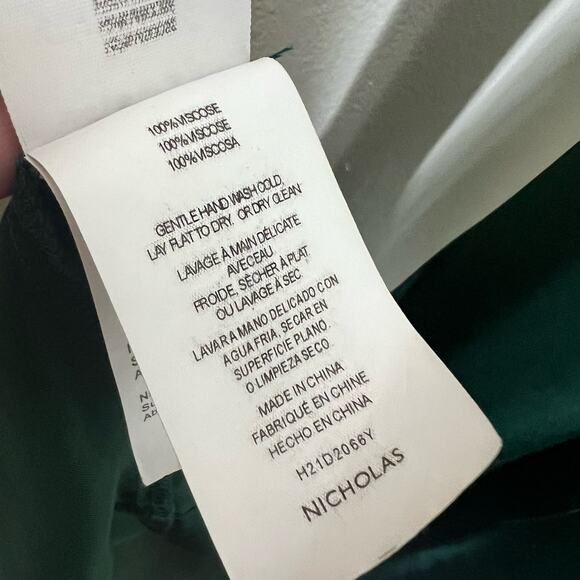 100% VISCOSE
100% VISCOSE
100% VISCOSA
GENTLE HAND WASH COLD,
LAY FLAT TO DRY. OR DRY CLEAN
LAVAGE À MAIN DÉLICATE
AVEC EAU
FROIDE, SÈCHER À PLAT
OU LAVAGE À SEC
LAVAR A MANO DELICADO CON
AGUA FRIA, SECAR EN
SUPERFICIE PLANO.
O LIMPIEZA SECO.
MADE IN CHINA
FABRIQUÉ EN CHINE
HECHO EN CHINA
H21D2066Y
NICHOLAS